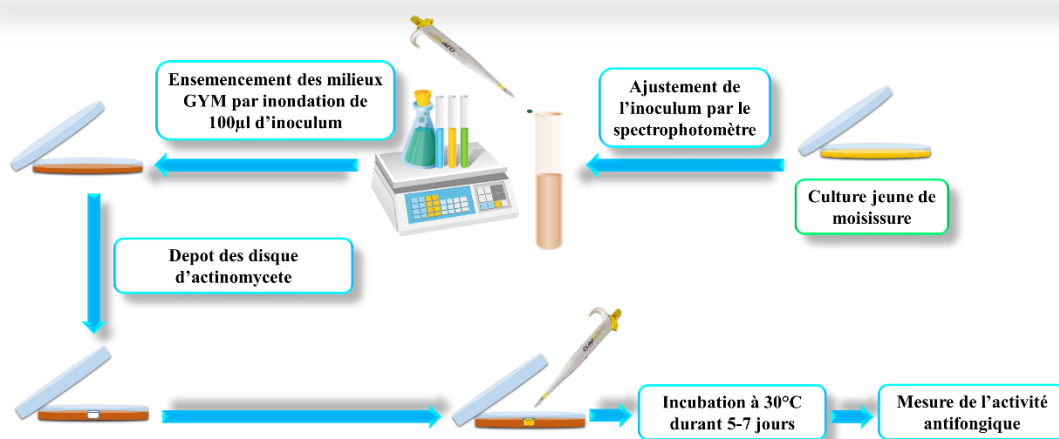 Ensemencement des milieux
GYM par inondation de
100µl d'inoculum
Ajustement de
l'inoculum par le
spectrophotomètre
Culture jeune de
moisissure
Depot des disque
d'actinomycete
Incubation à 30°C
durant 5-7 jours
Mesure de l'activité
antifongique